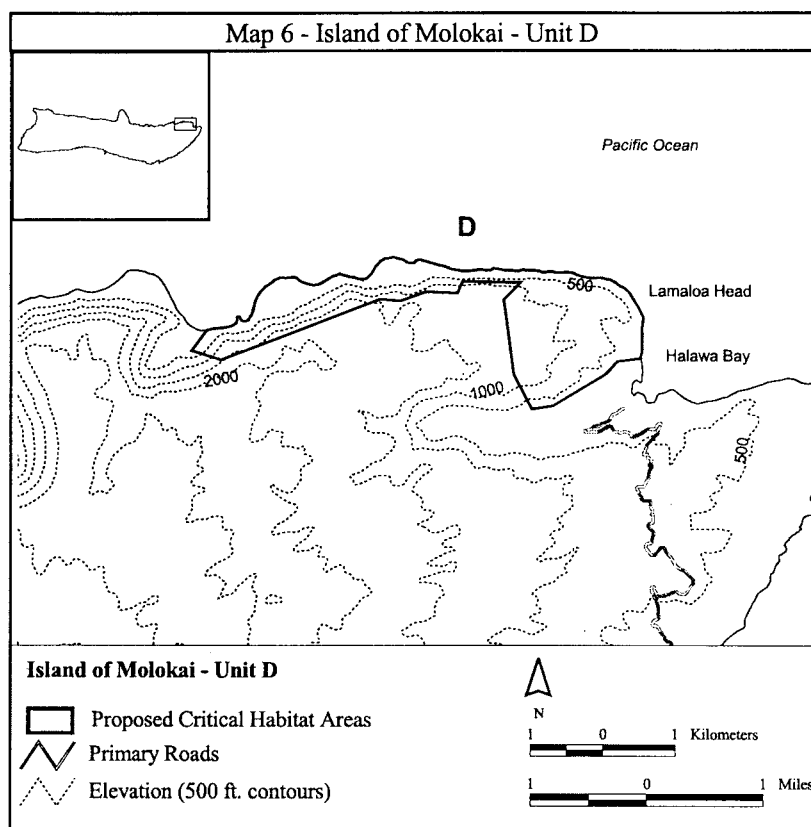 Map 6 - Island of Molokai - Unit D
Pacific Ocean
D
500
Lamaloa Head
Halawa Bay
2000
1000
500
Island of Molokai - Unit D
Proposed Critical Habitat Areas
Primary Roads
Elevation (500 ft. contours)
N
1 0 1 Kilometers
1 0 1 Miles